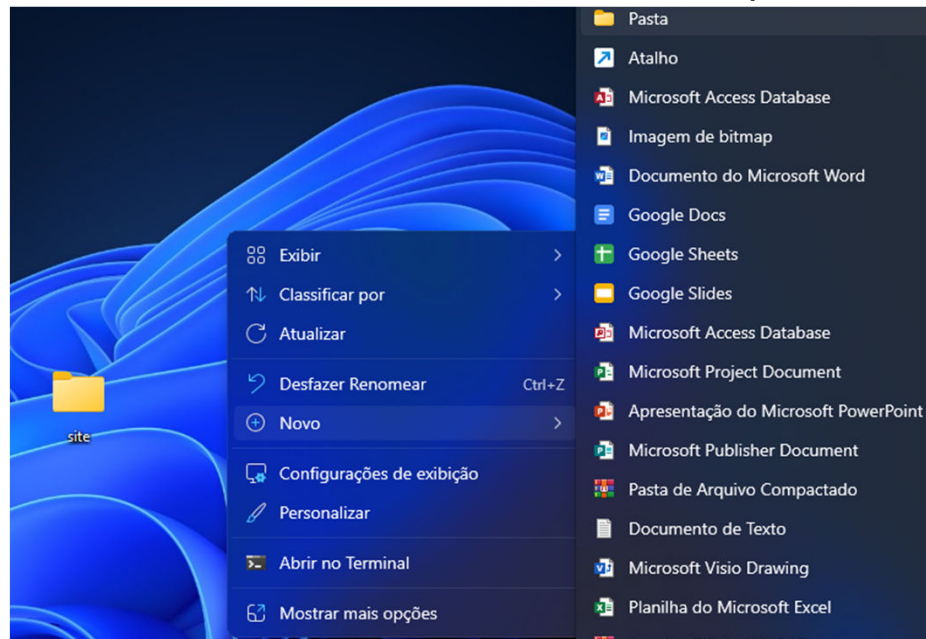 site
Exibir
Classificar por
Atualizar
Desfazer Renomear Ctrl+Z
Novo
Configurações de exibição
Personalizar
Abrir no Terminal
Mostrar mais opções
Pasta
Atalho
Microsoft Access Database
Imagem de bitmap
Documento do Microsoft Word
Google Docs
Google Sheets
Google Slides
Microsoft Access Database
Microsoft Project Document
Apresentação do Microsoft PowerPoint
Microsoft Publisher Document
Pasta de Arquivo Compactado
Documento de Texto
Microsoft Visio Drawing
Planilha do Microsoft Excel